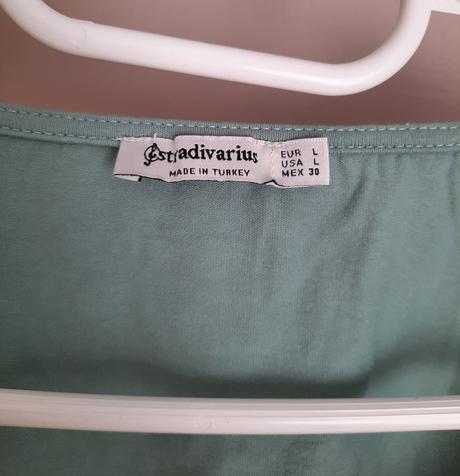 Stradivarius
MADE IN TURKEY
EUR L
USA L
MEX 30